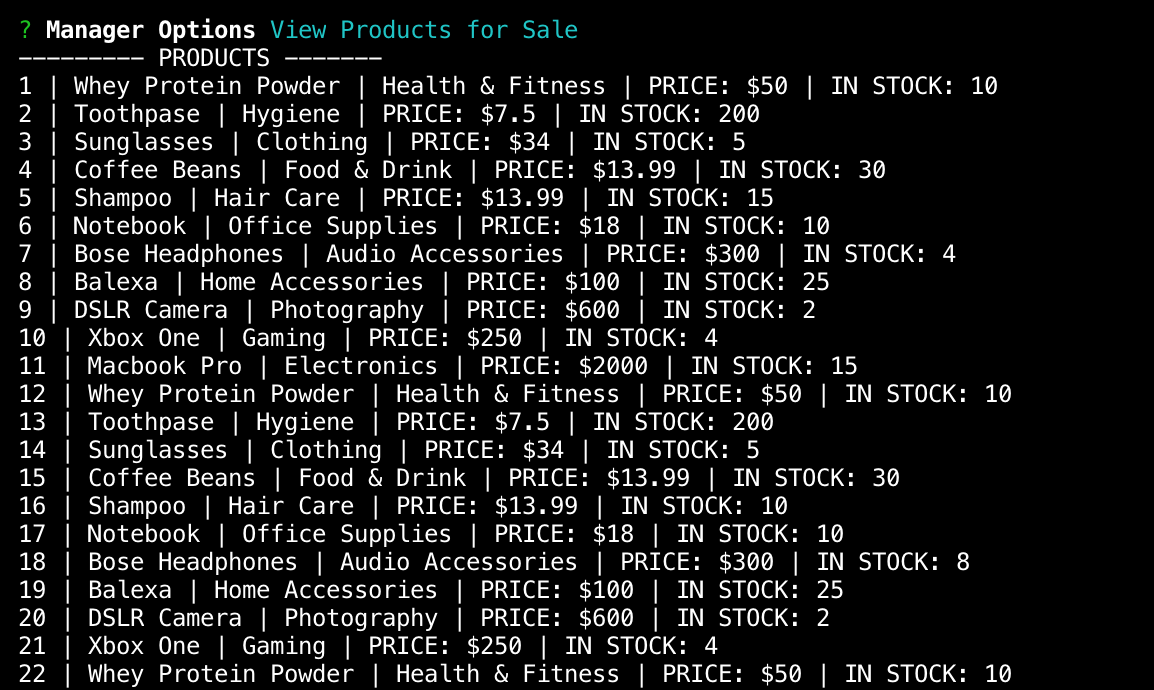 ? Manager Options View Products for Sale
--------- PRODUCTS -------
1 | Whey Protein Powder | Health & Fitness | PRICE: $50 | IN STOCK: 10
2 | Toothpase | Hygiene | PRICE: $7.5 | IN STOCK: 200
3 | Sunglasses | Clothing | PRICE: $34 | IN STOCK: 5
4 | Coffee Beans | Food & Drink | PRICE: $13.99 | IN STOCK: 30
5 | Shampoo | Hair Care | PRICE: $13.99 | IN STOCK: 15
6 | Notebook | Office Supplies | PRICE: $18 | IN STOCK: 10
7 | Bose Headphones | Audio Accessories | PRICE: $300 | IN STOCK: 4
8 | Balexa | Home Accessories | PRICE: $100 | IN STOCK: 25
9 | DSLR Camera | Photography | PRICE: $600 | IN STOCK: 2
10 | Xbox One | Gaming | PRICE: $250 | IN STOCK: 4
11 | Macbook Pro | Electronics | PRICE: $2000 | IN STOCK: 15
12 | Whey Protein Powder | Health & Fitness | PRICE: $50 | IN STOCK: 10
13 | Toothpase | Hygiene | PRICE: $7.5 | IN STOCK: 200
14 | Sunglasses | Clothing | PRICE: $34 | IN STOCK: 5
15 | Coffee Beans | Food & Drink | PRICE: $13.99 | IN STOCK: 30
16 | Shampoo | Hair Care | PRICE: $13.99 | IN STOCK: 10
17 | Notebook | Office Supplies | PRICE: $18 | IN STOCK: 10
18 | Bose Headphones | Audio Accessories | PRICE: $300 | IN STOCK: 8
19 | Balexa | Home Accessories | PRICE: $100 | IN STOCK: 25
20 | DSLR Camera | Photography | PRICE: $600 | IN STOCK: 2
21 | Xbox One | Gaming | PRICE: $250 | IN STOCK: 4
22 | Whey Protein Powder | Health & Fitness | PRICE: $50 | IN STOCK: 10